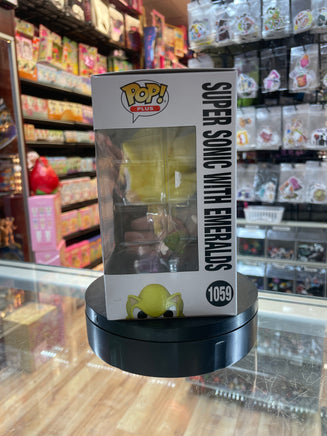 POP!
PLUS
SUPER SONIC WITH EMERALDS
1059